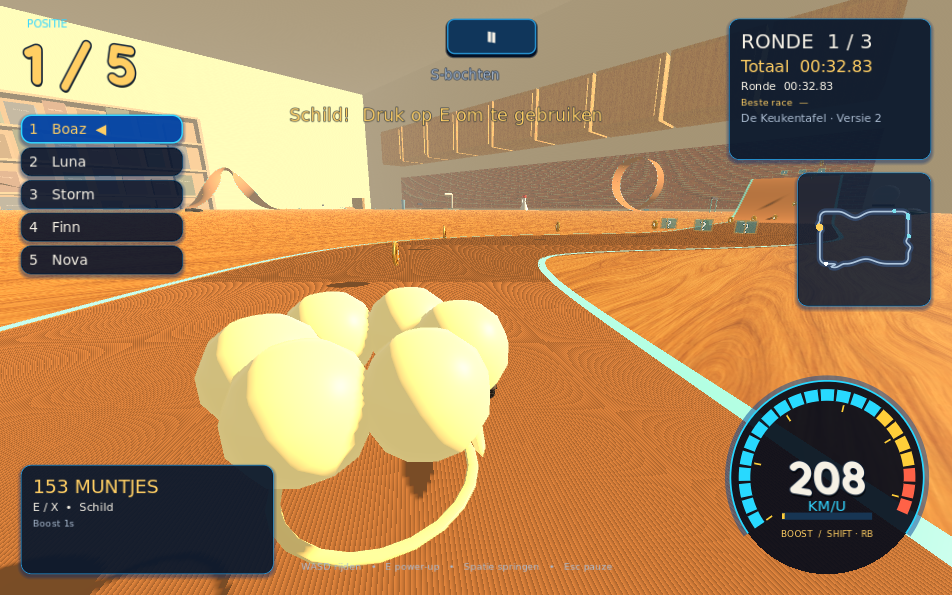 POSITIE
1/5
1 Boaz ◀
2 Luna
3 Storm
4 Finn
5 Nova
S-bochten
Schild! Druk op E om te gebruiken
RONDE 1 / 3
Totaal 00:32.83
Ronde 00:32.83
Beste race —
De Keukentafel · Versie 2
?
?
?
153 MUNTJES
E / X • Schild
Boost 1s
208
KM/U
BOOST / SHIFT · RB
E power-up • Spatie springen • Esc pauze